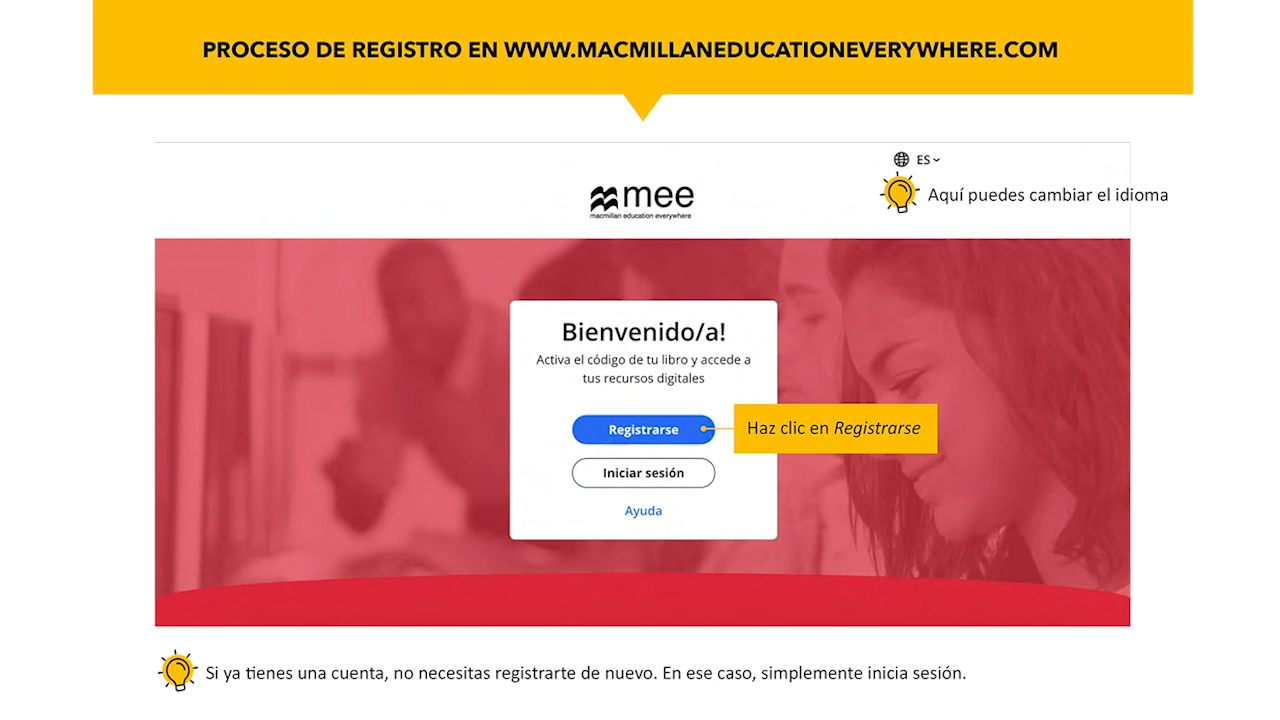 PROCESO DE REGISTRO EN WWW.MACMILLANEDUCATIONEVERYWHERE.COM
ES
Aquí puedes cambiar el idioma
mee
macmillan education everywhere
Bienvenido/a!
Activa el código de tu libro y accede a
tus recursos digitales
Registrarse
Haz clic en Registrarse
Iniciar sesión
Ayuda
Si ya tienes una cuenta, no necesitas registrarte de nuevo. En ese caso, simplemente inicia sesión.